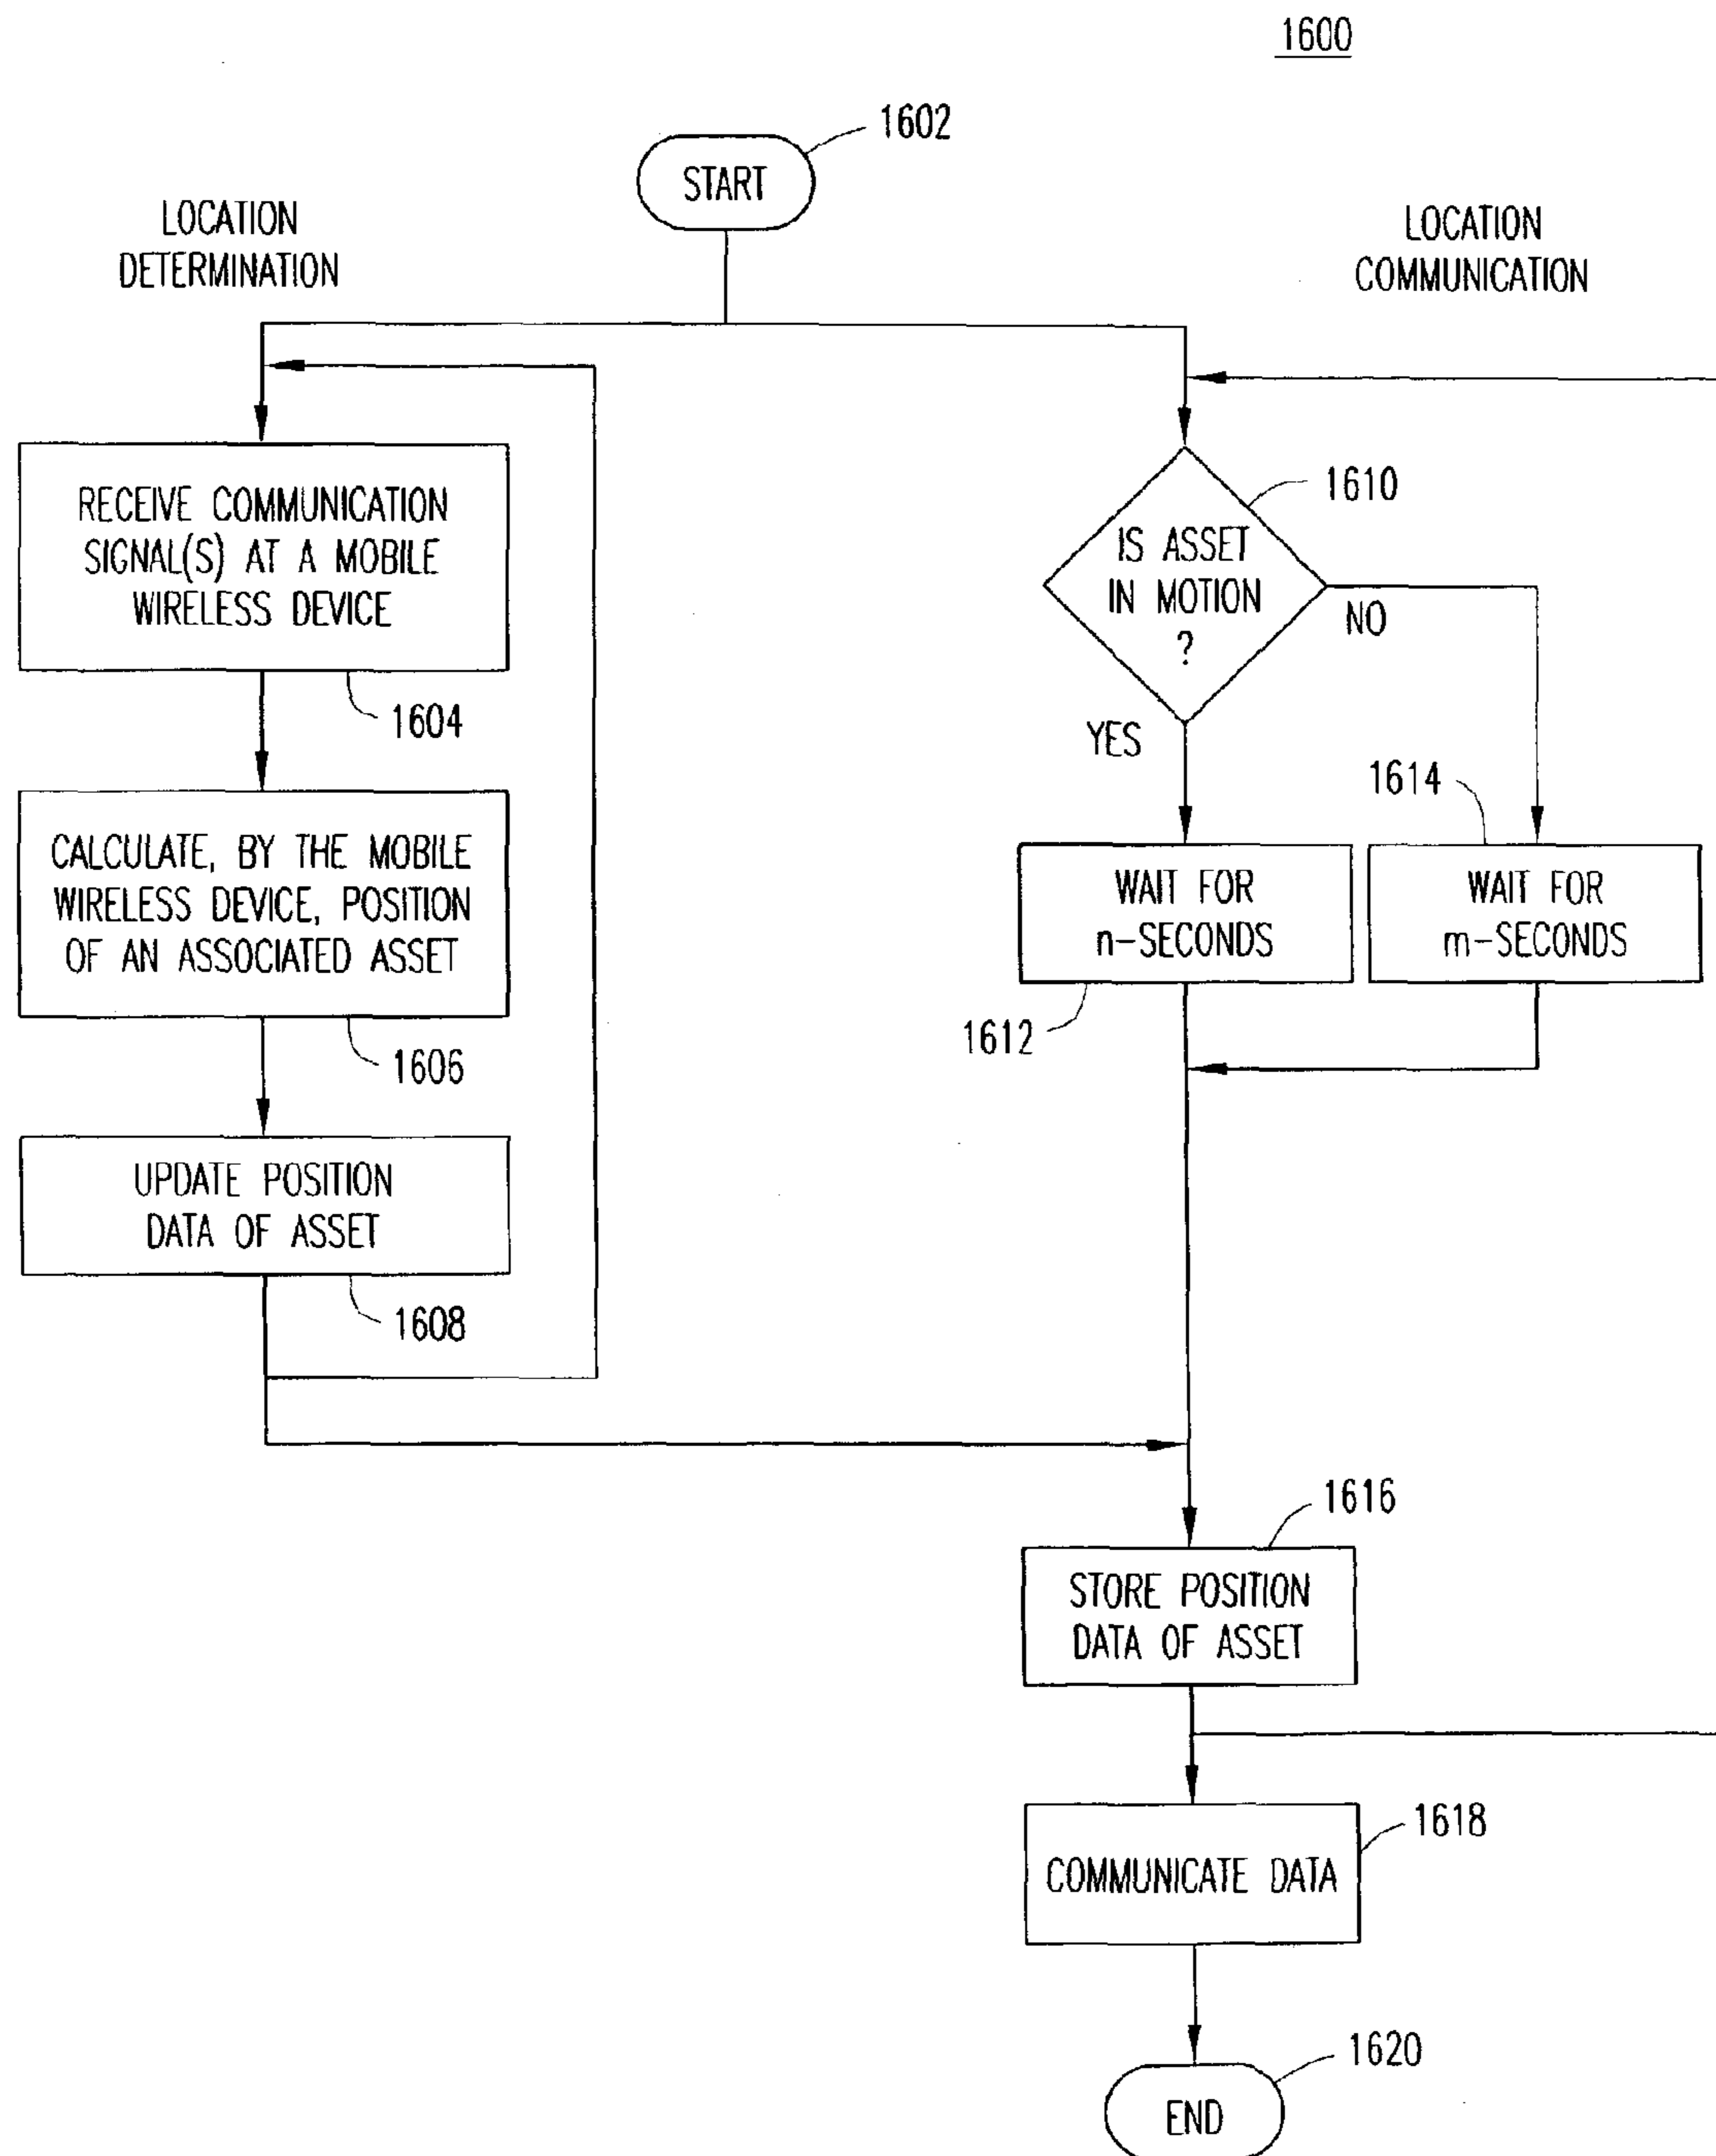 1600
1602
START
LOCATION
DETERMINATION
LOCATION
COMMUNICATION
RECEIVE COMMUNICATION
SIGNAL(S) AT A MOBILE
WIRELESS DEVICE
1604
CALCULATE, BY THE MOBILE
WIRELESS DEVICE, POSITION
OF AN ASSOCIATED ASSET
1606
UPDATE POSITION
DATA OF ASSET
1608
1610
IS ASSET
IN MOTION
?
NO
YES
1614
WAIT FOR
n-SECONDS
WAIT FOR
m-SECONDS
1612
1616
STORE POSITION
DATA OF ASSET
1618
COMMUNICATE DATA
1620
END